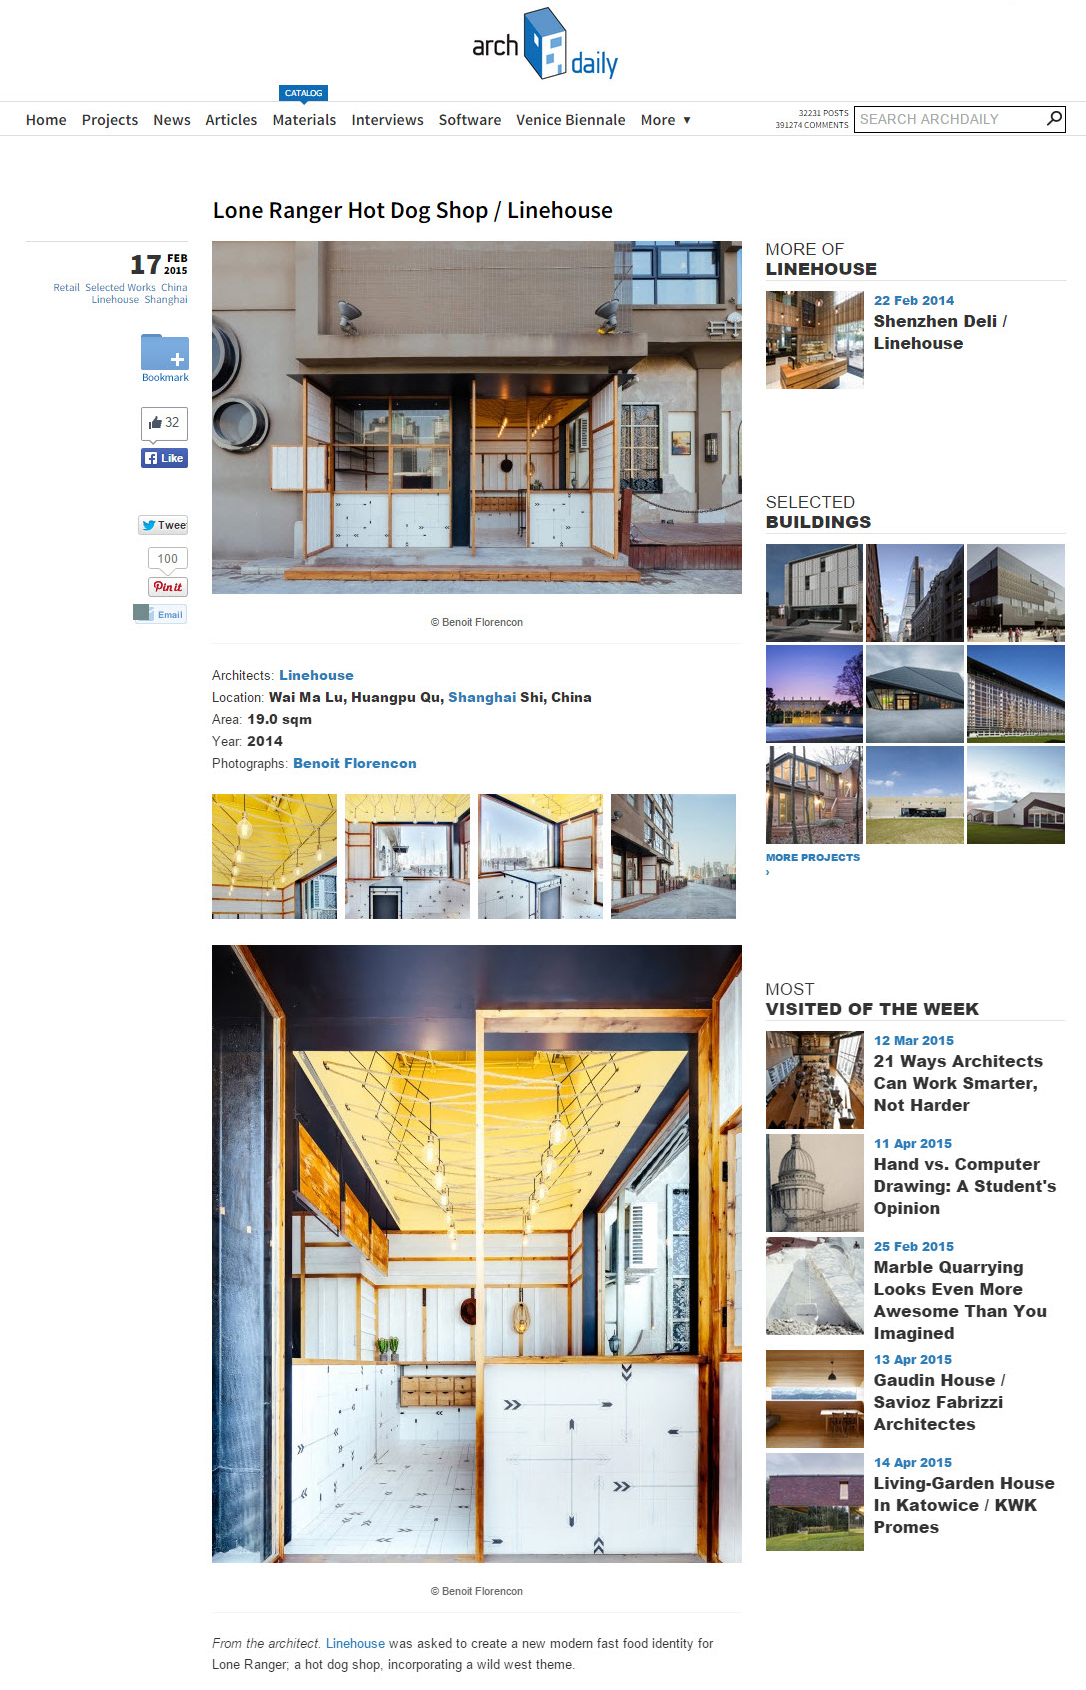 arch daily
CATALOG
Home Projects News Articles Materials Interviews Software Venice Biennale More ▼
32231 POSTS
391274 COMMENTS
SEARCH ARCHDAILY
Lone Ranger Hot Dog Shop / Linehouse
17 FEB
2015
Retail Selected Works China
Linehouse Shanghai
Bookmark
32
Like
Tweet
100
Pin it
Email
© Benoit Florencon
Architects: Linehouse
Location: Wai Ma Lu, Huangpu Qu, Shanghai Shi, China
Area: 19.0 sqm
Year: 2014
Photographs: Benoit Florencon
© Benoit Florencon
From the architect. Linehouse was asked to create a new modern fast food identity for
Lone Ranger; a hot dog shop, incorporating a wild west theme.
MORE OF
LINEHOUSE
22 Feb 2014
Shenzhen Deli /
Linehouse
SELECTED
BUILDINGS
MORE PROJECTS
›
MOST
VISITED OF THE WEEK
12 Mar 2015
21 Ways Architects
Can Work Smarter,
Not Harder
11 Apr 2015
Hand vs. Computer
Drawing: A Student's
Opinion
25 Feb 2015
Marble Quarrying
Looks Even More
Awesome Than You
Imagined
13 Apr 2015
Gaudin House /
Savioz Fabrizzi
Architectes
14 Apr 2015
Living-Garden House
In Katowice / KWK
Promes